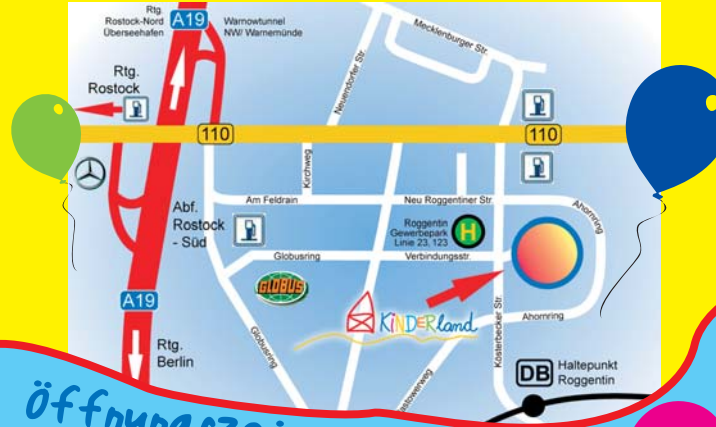 Rtg.
Rostock-Nord
Überseehafen
A19
Warnowtunnel
NW/ Warnemünde
Mecklenburger Str.
Neuendorfer Str.
Rtg.
Rostock
110
110
Kirchweg
Am Feldrain
Neu Roggentiner Str.
Ahornring
Abf.
Rostock
- Süd
Roggentin
Gewerbepark
Linie 23, 123
H
Globusring
Verbindungsstr.
GLOBUS
A19
KiNDERland
Kösterbecker Str.
Ahornring
Globusring
Rtg.
Berlin
DB
Haltepunkt
Roggentin